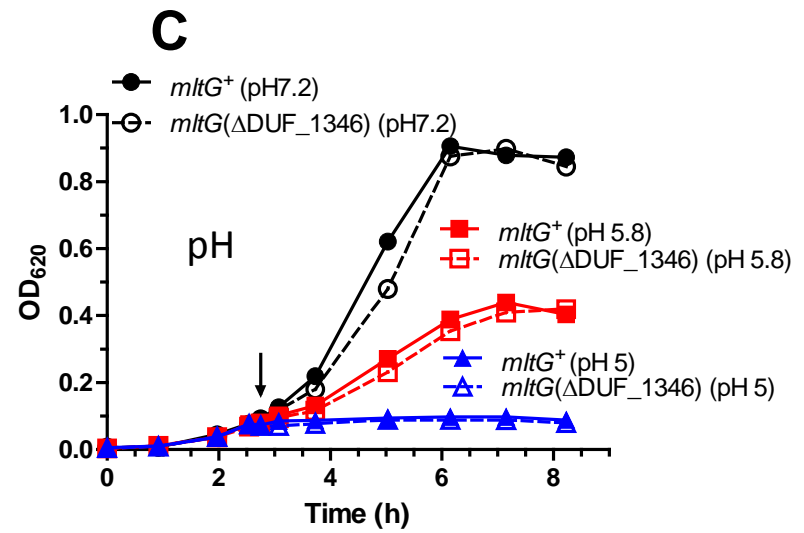 C
mltG+ (pH7.2)
mltG(ΔDUF_1346) (pH7.2)
1.0
0.8
0.6
0.4
0.2
0.0
OD620
pH
mltG+ (pH 5.8)
mltG(ΔDUF_1346) (pH 5.8)
mltG+ (pH 5)
mltG(ΔDUF_1346) (pH 5)
0 2 4 6 8
Time (h)